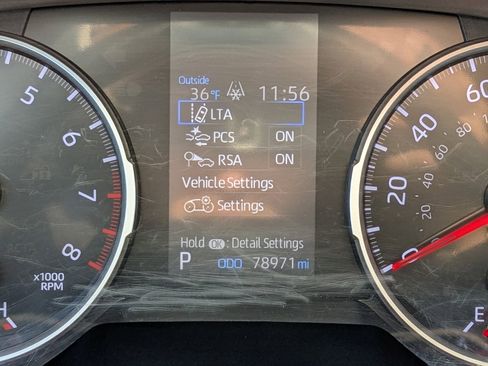 Outside
36°F 11:56
LTA
PCS ON
RSA ON
Vehicle Settings
Settings
Hold OK : Detail Settings
P ODO 78971 mi
5
6
7
8
x1000
RPM
H
0
20
40
60
E